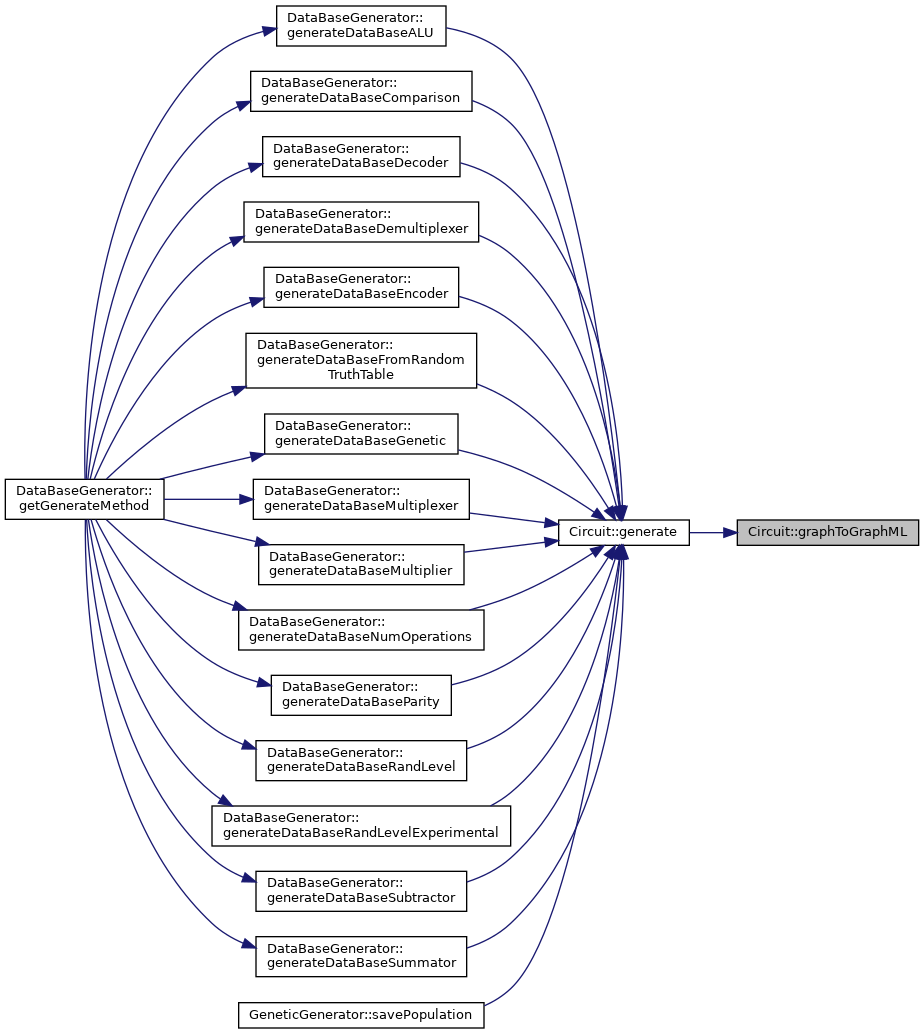 DataBaseGenerator::
generateDataBaseALU
DataBaseGenerator::
generateDataBaseComparison
DataBaseGenerator::
generateDataBaseDecoder
DataBaseGenerator::
generateDataBaseDemultiplexer
DataBaseGenerator::
generateDataBaseEncoder
DataBaseGenerator::
generateDataBaseFromRandom
TruthTable
DataBaseGenerator::
generateDataBaseGenetic
DataBaseGenerator::
getGenerateMethod
DataBaseGenerator::
generateDataBaseMultiplexer
Circuit::generate
Circuit::graphToGraphML
DataBaseGenerator::
generateDataBaseMultiplier
DataBaseGenerator::
generateDataBaseNumOperations
DataBaseGenerator::
generateDataBaseParity
DataBaseGenerator::
generateDataBaseRandLevel
DataBaseGenerator::
generateDataBaseRandLevelExperimental
DataBaseGenerator::
generateDataBaseSubtractor
DataBaseGenerator::
generateDataBaseSummator
GeneticGenerator::savePopulation